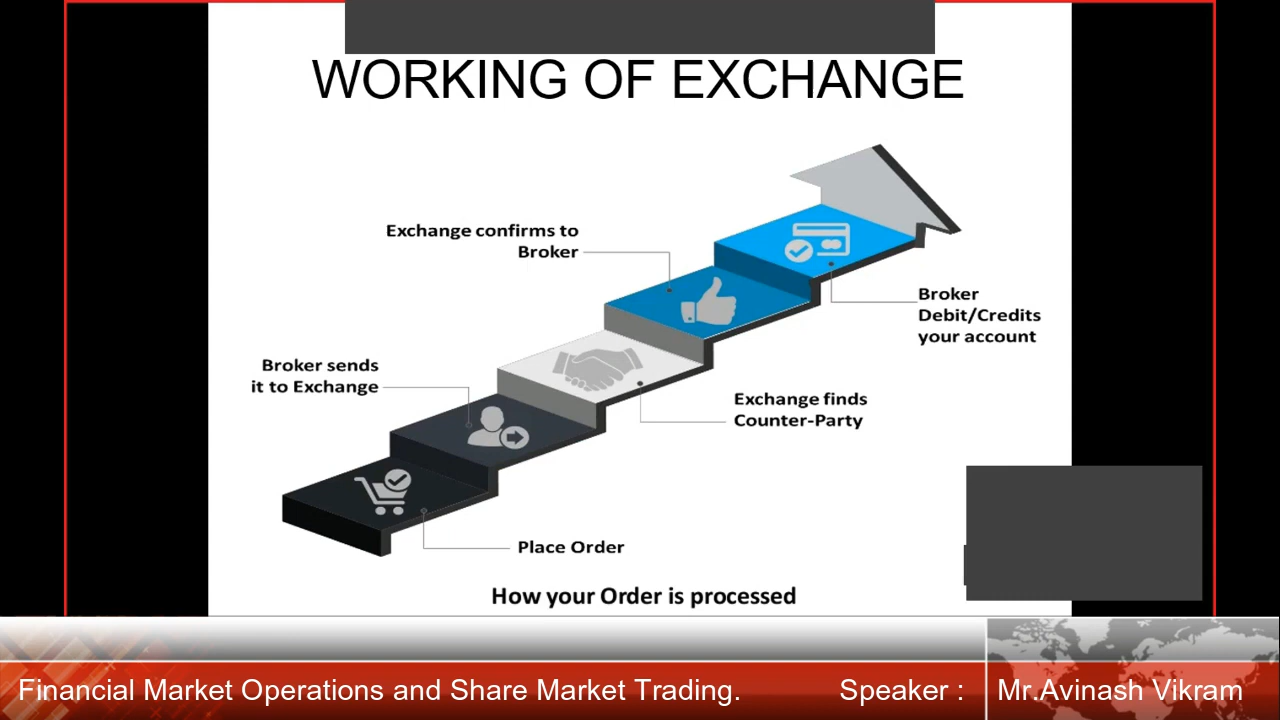 WORKING OF EXCHANGE
Exchange confirms to
Broker
Broker
Debit/Credits
your account
Broker sends
it to Exchange
Exchange finds
Counter-Party
Place Order
How your Order is processed
Financial Market Operations and Share Market Trading. Speaker : Mr.Avinash Vikram